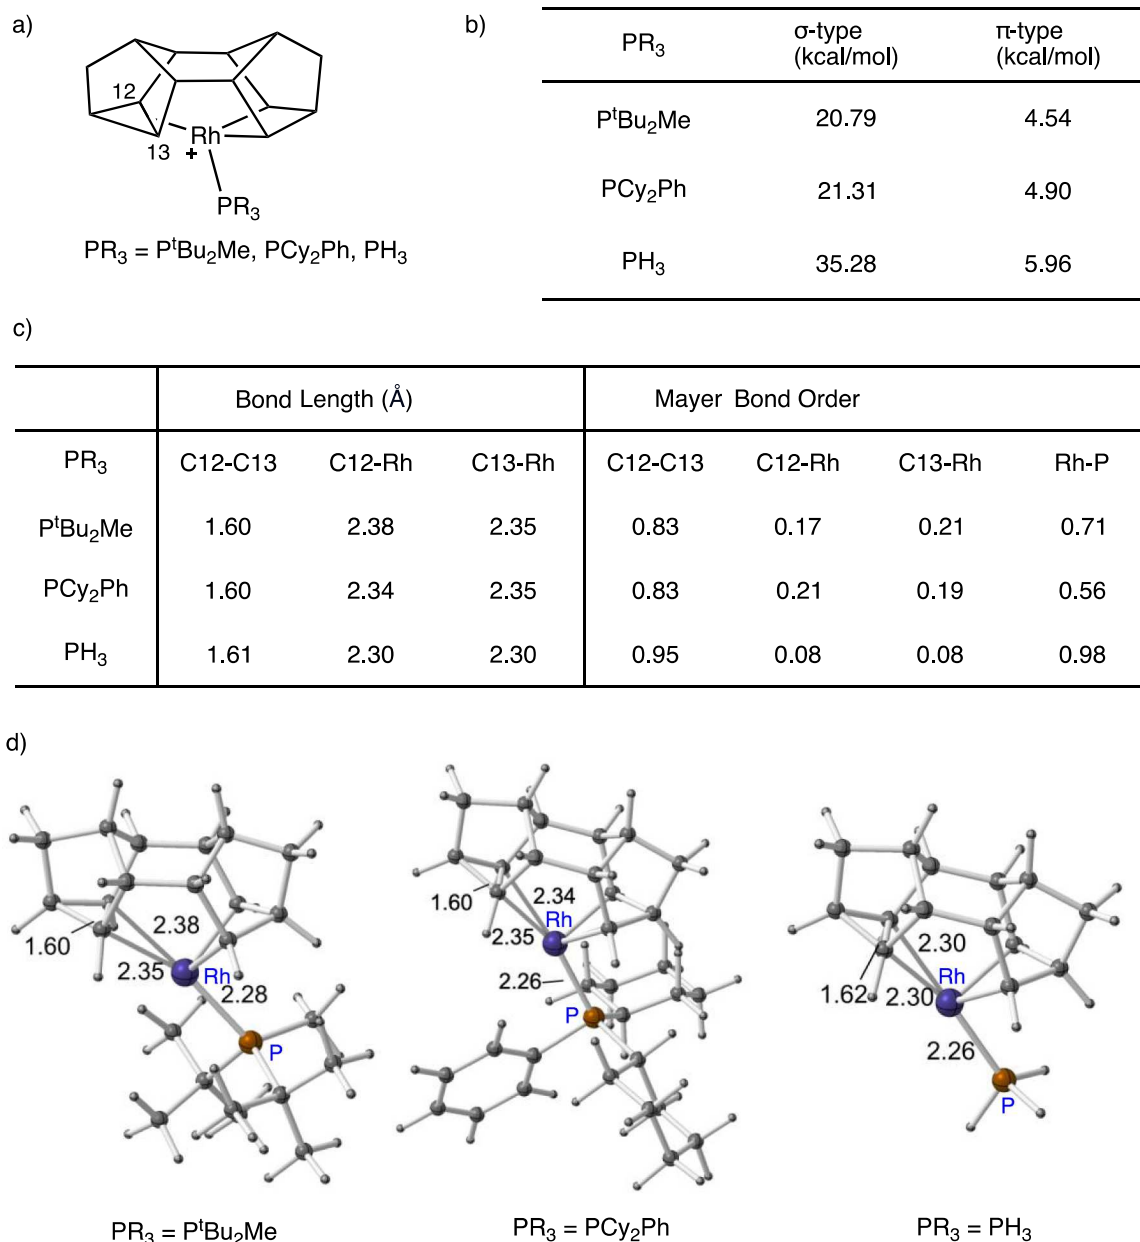 a)
12
13
Rh
+
PR3
PR3 = PtBu2Me, PCy2Ph, PH3
b)
PR3 σ-type (kcal/mol) π-type (kcal/mol)
PtBu2Me 20.79 4.54
PCy2Ph 21.31 4.90
PH3 35.28 5.96
c)
Bond Length (Å) Mayer Bond Order
PR3 C12-C13 C12-Rh C13-Rh C12-C13 C12-Rh C13-Rh Rh-P
PtBu2Me 1.60 2.38 2.35 0.83 0.17 0.21 0.71
PCy2Ph 1.60 2.34 2.35 0.83 0.21 0.19 0.56
PH3 1.61 2.30 2.30 0.95 0.08 0.08 0.98
d)
1.60
2.38
2.35
Rh
2.28
P
PR3 = PtBu2Me
1.60
2.34
Rh
2.35
2.26
P
PR3 = PCy2Ph
2.30
Rh
1.62
2.30
2.26
P
PR3 = PH3